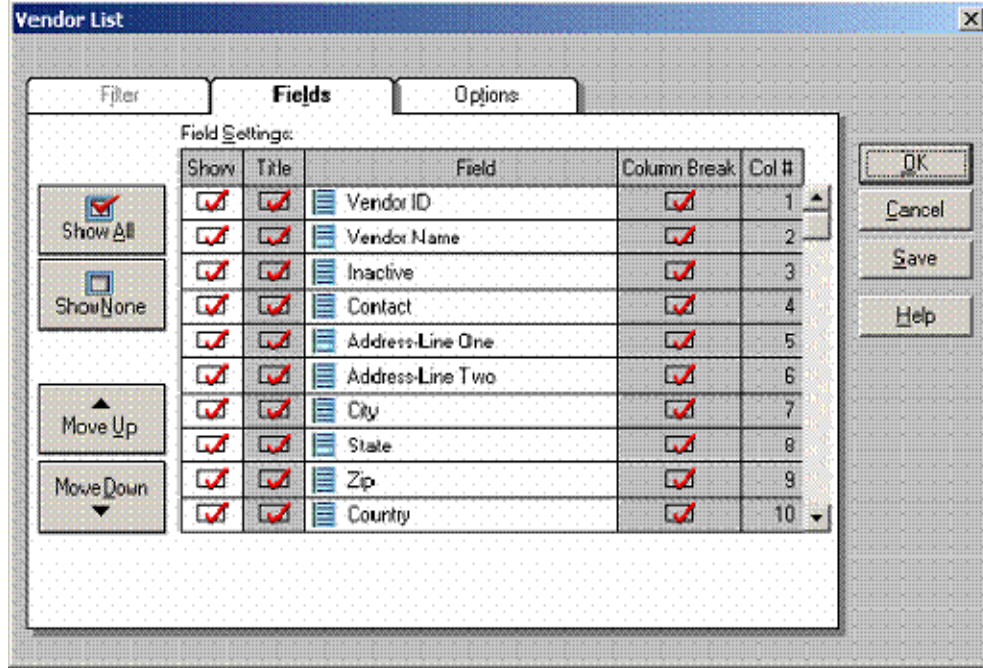 Vendor List
Filter Fields Options
Field Settings:
Show Title Field Column Break Col #
Vendor ID 1
Vendor Name 2
Inactive 3
Contact 4
Address-Line One 5
Address-Line Two 6
City 7
State 8
Zip 9
Country 10
Show All
Show None
Move Up
Move Down
OK
Cancel
Save
Help